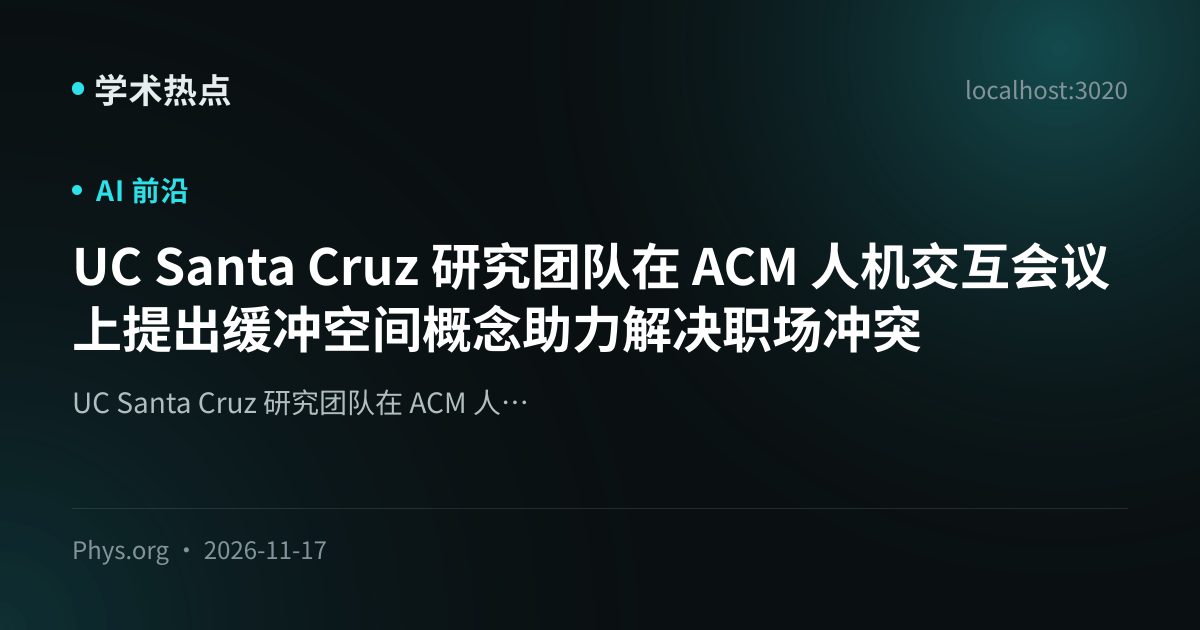 学术热点
localhost:3020
AI 前沿
UC Santa Cruz 研究团队在 ACM 人机交互会议
上提出缓冲空间概念助力解决职场冲突
UC Santa Cruz 研究团队在 ACM 人…
Phys.org · 2026-11-17